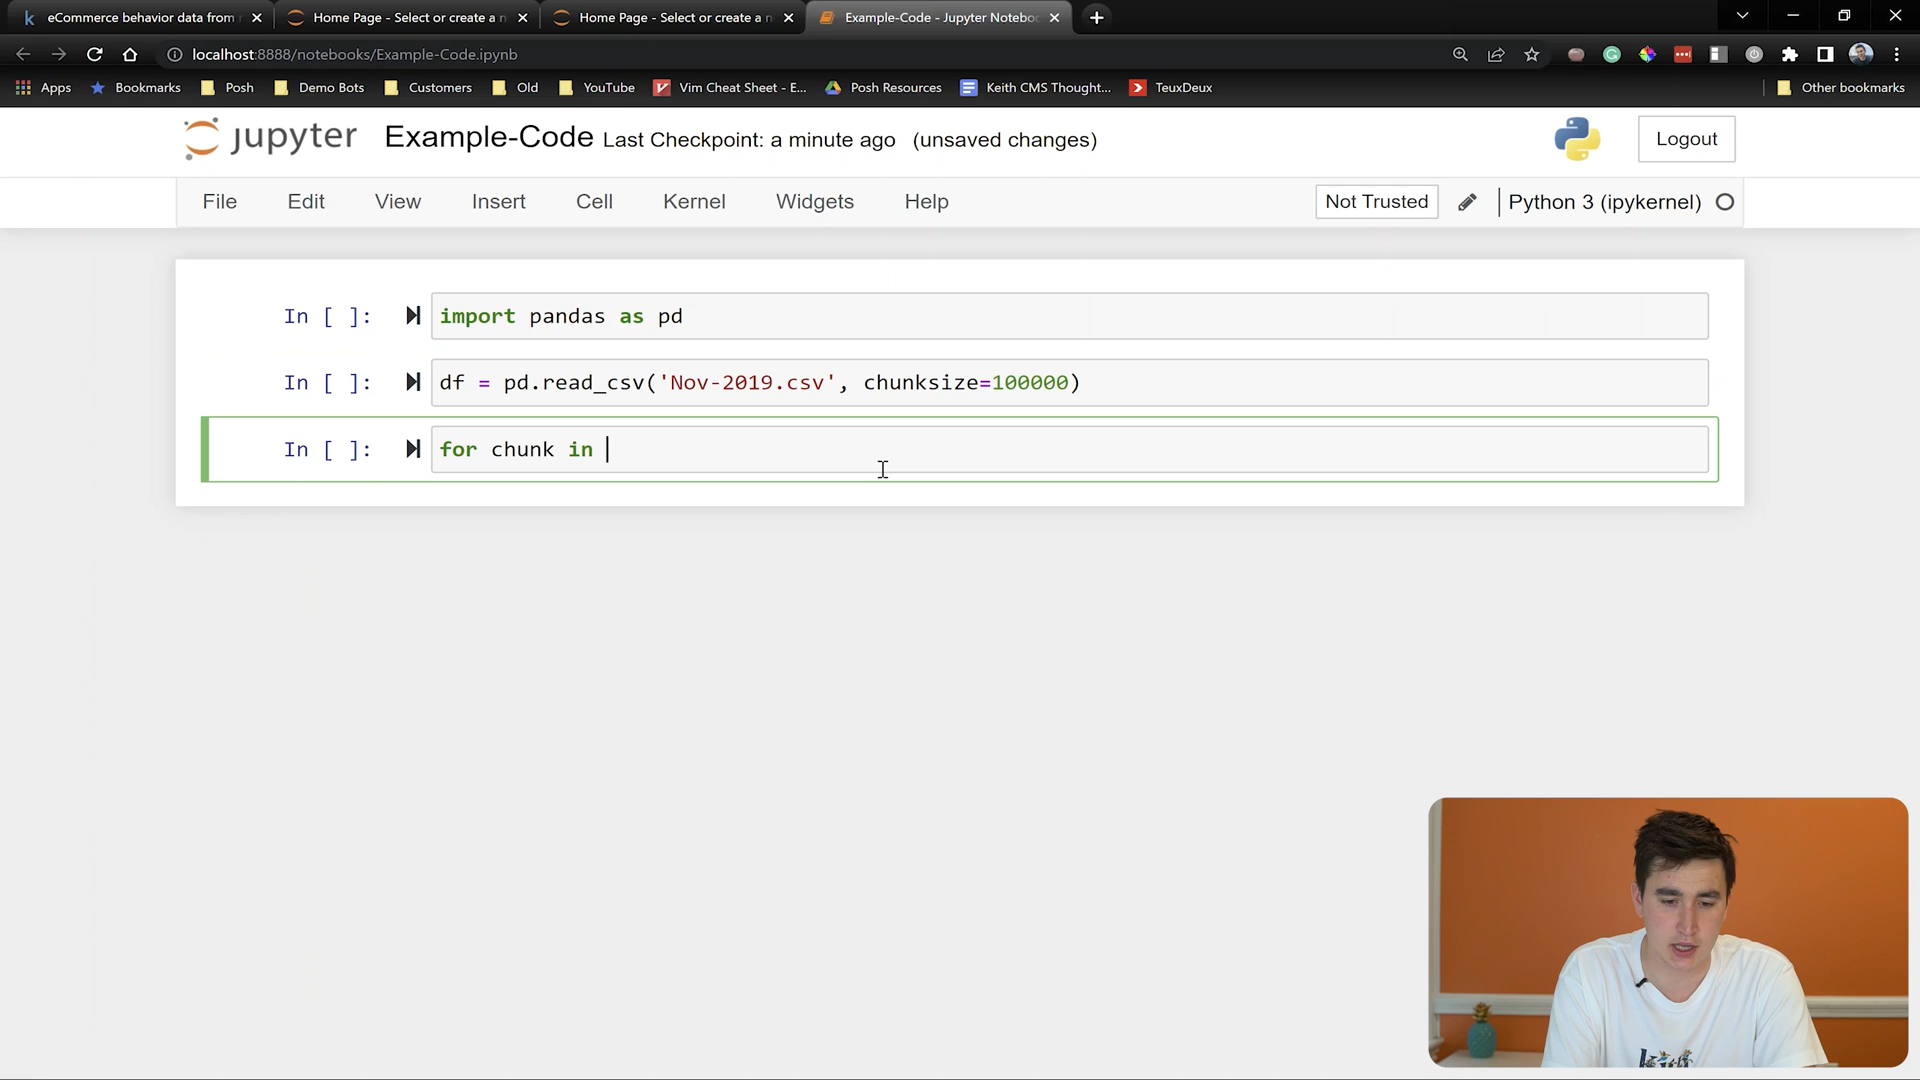 eCommerce behavior data from
Home Page - Select or create a n
Home Page - Select or create a n
Example-Code - Jupyter Noteboo
localhost:8888/notebooks/Example-Code.ipynb
Apps
Bookmarks
Posh
Demo Bots
Customers
Old
YouTube
Vim Cheat Sheet - E...
Posh Resources
Keith CMS Thought...
TeuxDeux
Other bookmarks
jupyter
Example-Code Last Checkpoint: a minute ago (unsaved changes)
Logout
File Edit View Insert Cell Kernel Widgets Help
Not Trusted
Python 3 (ipykernel)
In [ ]: import pandas as pd
In [ ]: df = pd.read_csv('Nov-2019.csv', chunksize=100000)
In [ ]: for chunk in